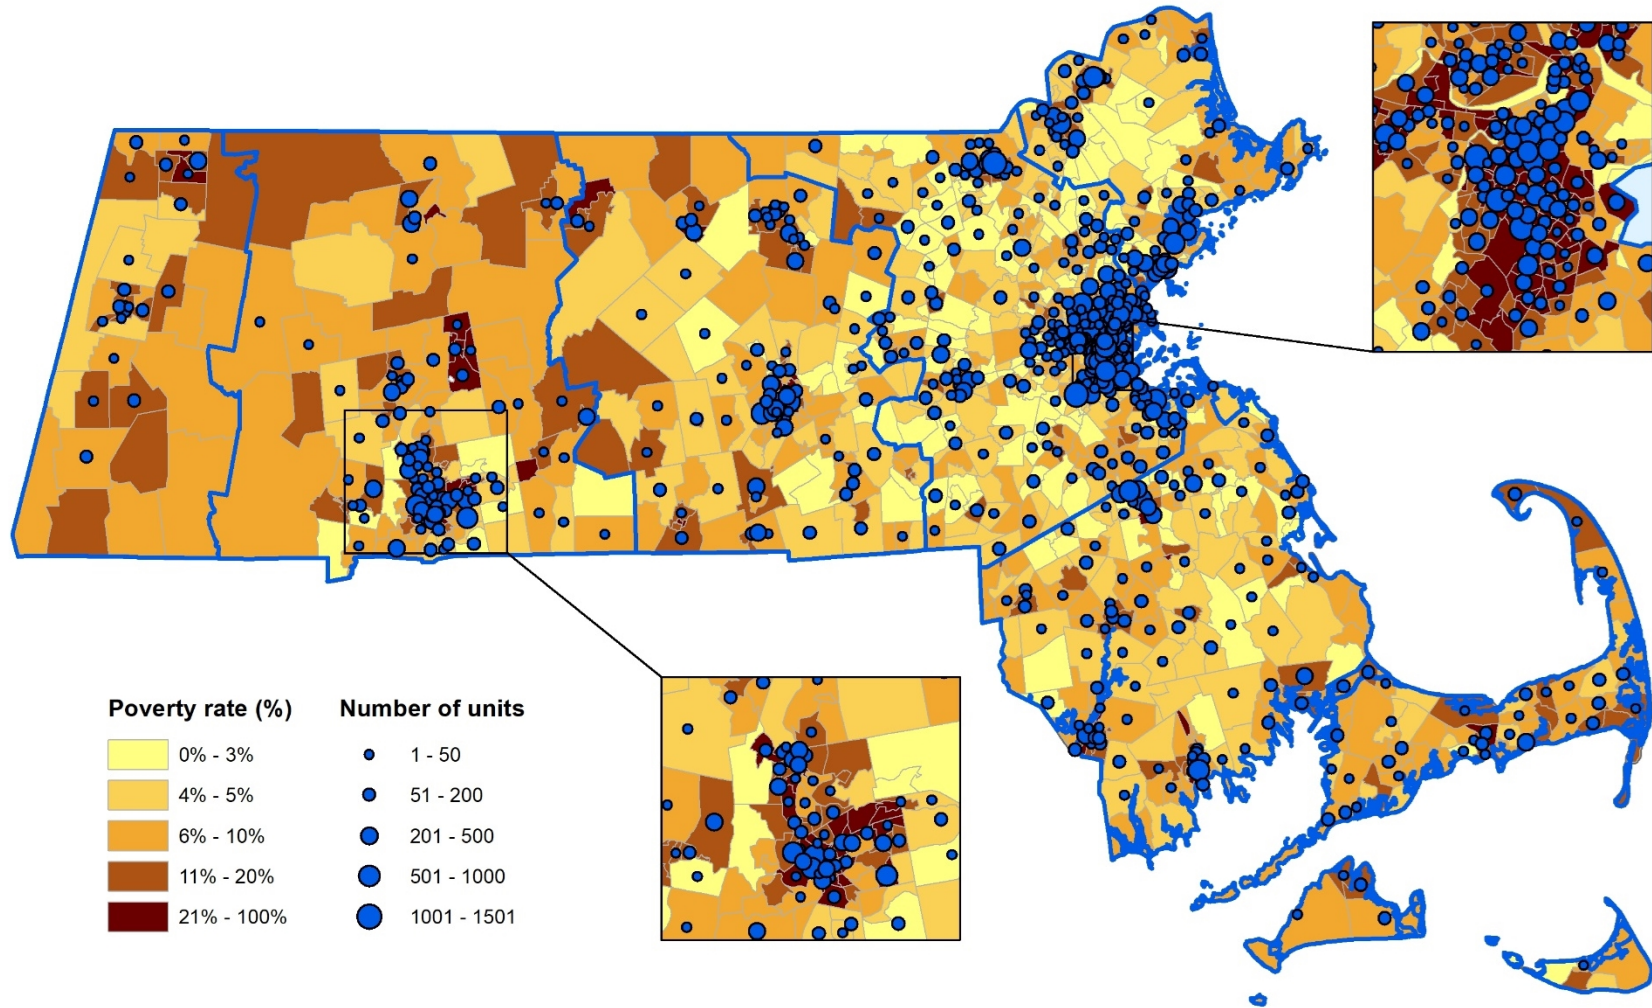 Poverty rate (%)
0% - 3%
4% - 5%
6% - 10%
11% - 20%
21% - 100%
Number of units
1 - 50
51 - 200
201 - 500
501 - 1000
1001 - 1501